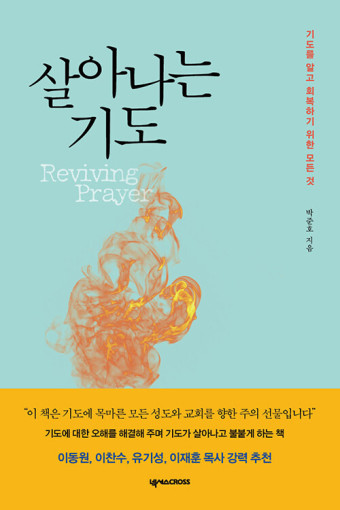 살아나는
기도
Reviving
Prayer
기도를 알고 회복하기 위한 모든 것
박준호 지음
“이 책은 기도에 목마른 모든 성도와 교회를 향한 주의 선물입니다”
기도에 대한 오해를 해결해 주며 기도가 살아나고 불붙게 하는 책
이동원, 이찬수, 유기성, 이재훈 목사 강력 추천
넥서스CROSS